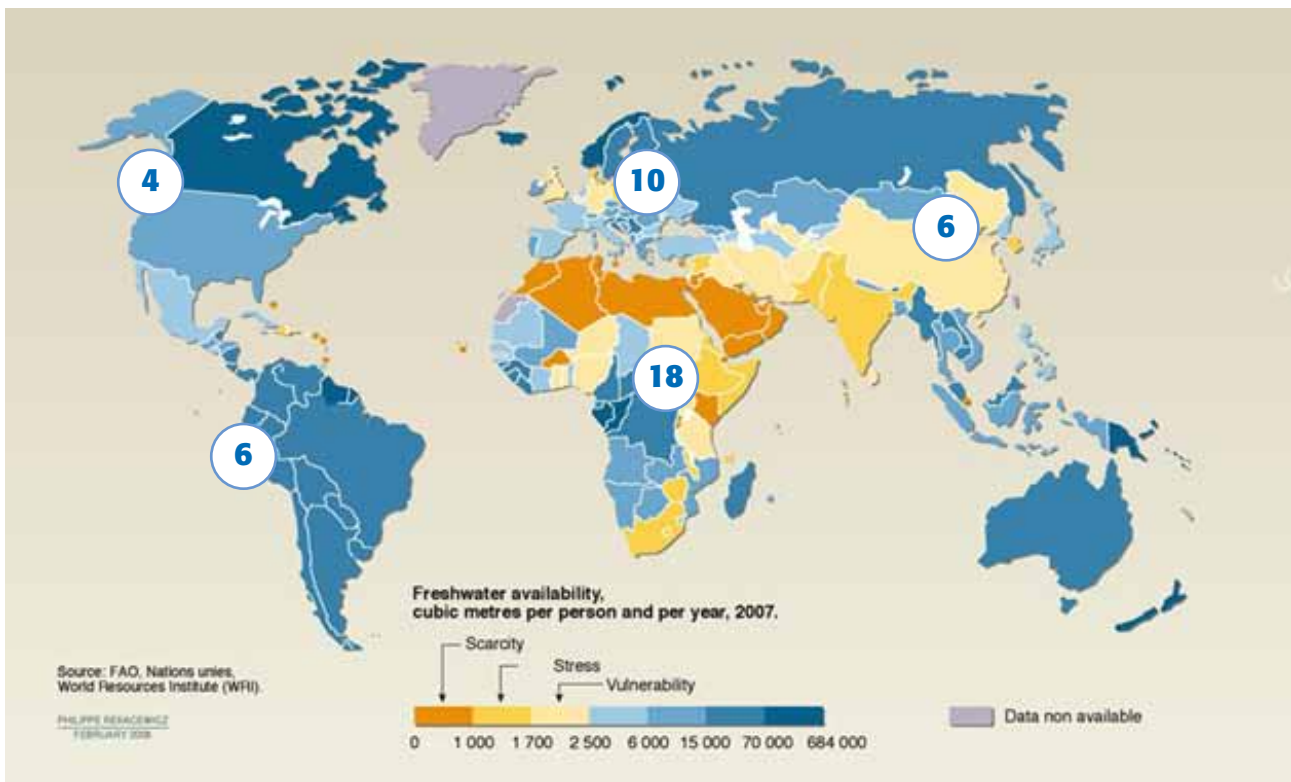 4
10
6
18
6
Freshwater availability,
cubic metres per person and per year, 2007.
Scarcity
Stress
Vulnerability
Source: FAO, Nations unies,
World Resources Institute (WRI).
PHILIPPE REKACEWICZ
FEBRUARY 2008
0 1 000 1 700 2 500 6 000 15 000 70 000 684 000
Data non available